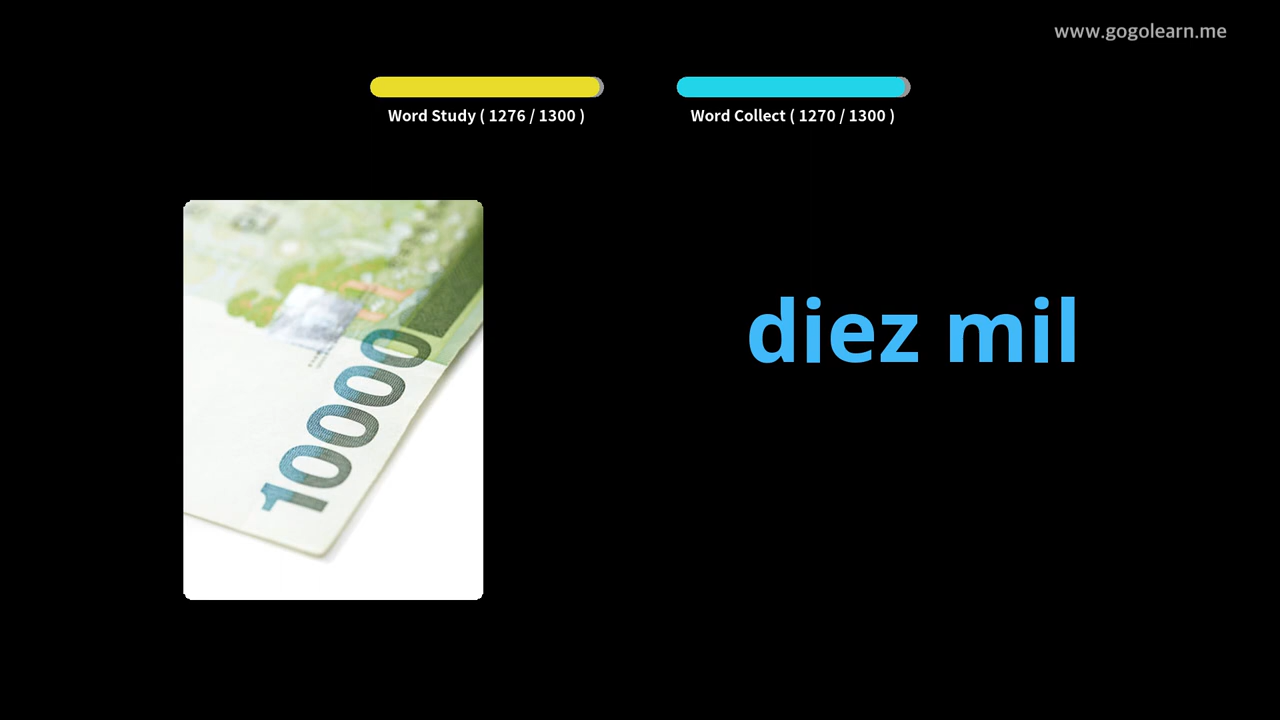 www.gogolearn.me
Word Study ( 1276 / 1300 )
Word Collect ( 1270 / 1300 )
diez mil
10000